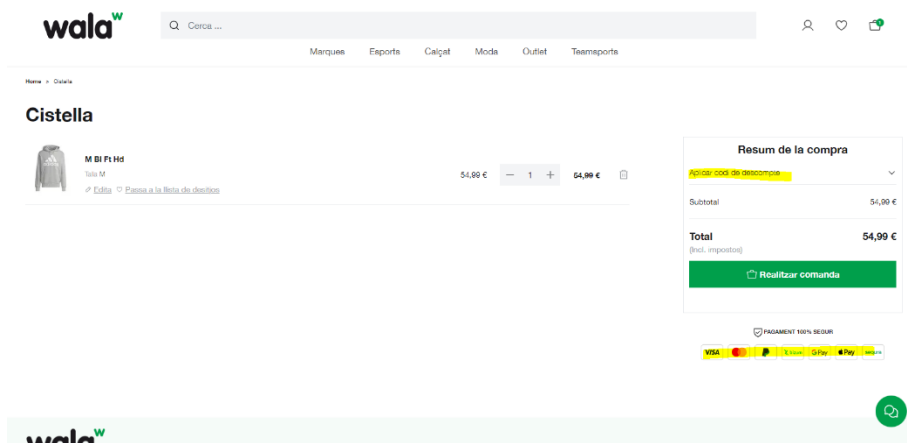 wala w
Cerca ...
1
Marques Esports Calçat Moda Outlet Teamsports
Home > Cistella
Cistella
M Bl Ft Hd
Talla M
Edita Passa a la llista de desitjos
54,99 € − 1 + 54,99 €
Resum de la compra
Aplicar codi de descompte
Subtotal 54,99 €
Total 54,99 €
(Incl. impostos)
Realitzar comanda
PAGAMENT 100% SEGUR
VISA G Pay Pay
wala w